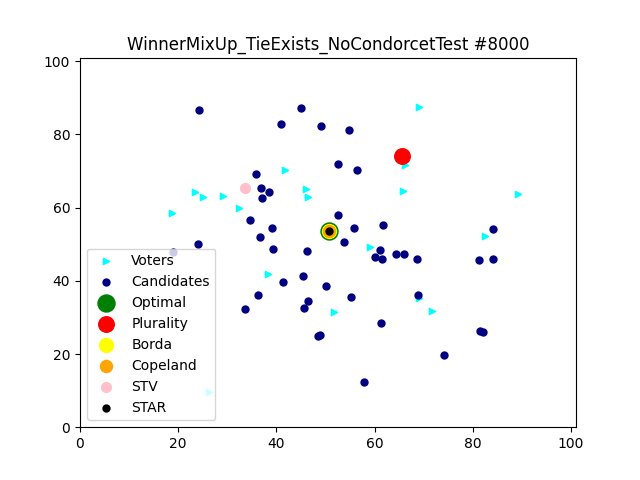 WinnerMixUp_TieExists_NoCondorcetTest #8000
100
80
60
40
20
0
0 20 40 60 80 100
Voters
Candidates
Optimal
Plurality
Borda
Copeland
STV
STAR